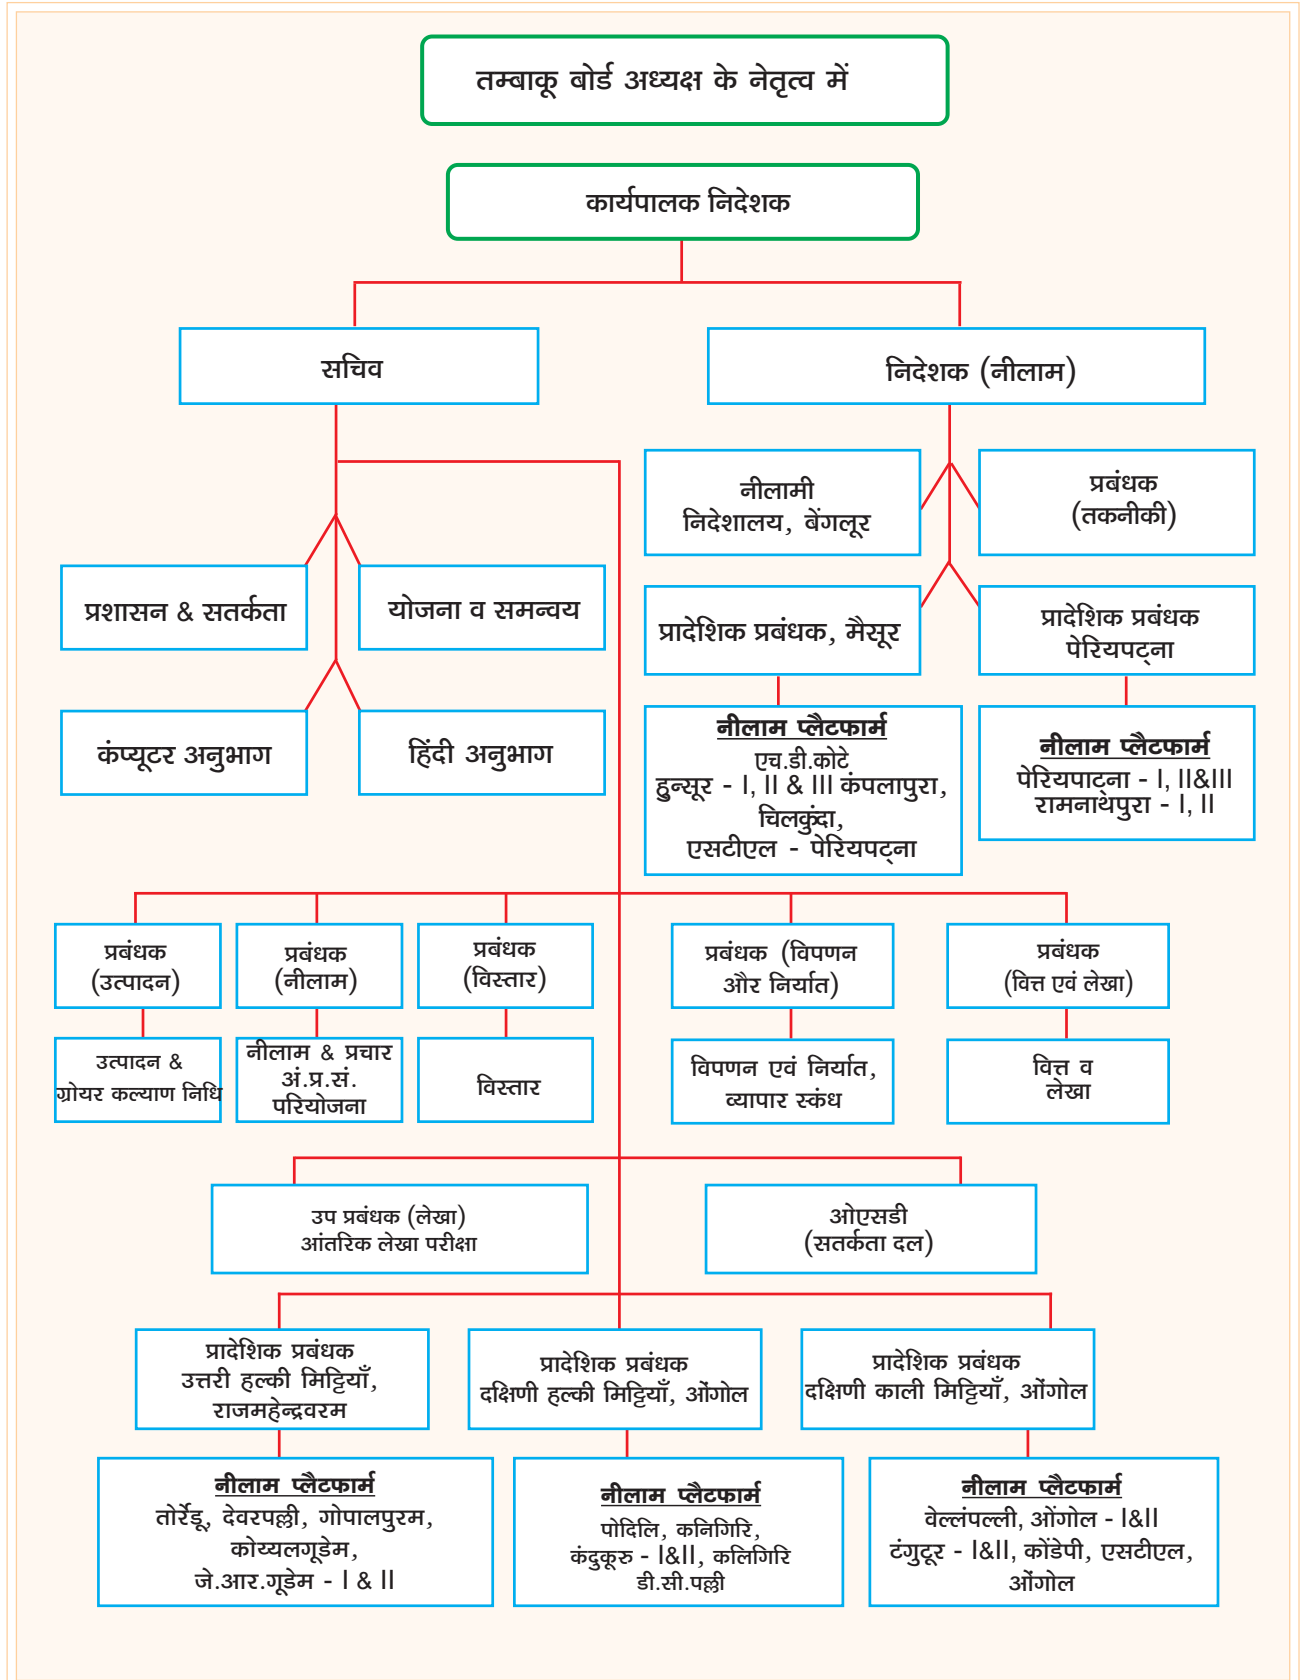 तम्बाकू बोर्ड अध्यक्ष के नेतृत्व में
कार्यपालक निदेशक
सचिव
निदेशक (नीलाम)
नीलामी
निदेशालय, बेंगलूर
प्रबंधक
(तकनीकी)
प्रशासन & सतर्कता
योजना व समन्वय
प्रादेशिक प्रबंधक, मैसूर
प्रादेशिक प्रबंधक
पेरियपट्ना
कंप्यूटर अनुभाग
हिंदी अनुभाग
नीलाम प्लैटफार्म
एच.डी.कोटे
हुन्सूर - I, II & III कंपलापुरा,
चिलकुंदा,
एसटीएल - पेरियपट्ना
नीलाम प्लैटफार्म
पेरियपाट्ना - I, II&III
रामनाथपुरा - I, II
प्रबंधक
(उत्पादन)
प्रबंधक
(नीलाम)
प्रबंधक
(विस्तार)
प्रबंधक (विपणन
और निर्यात)
प्रबंधक
(वित्त एवं लेखा)
उत्पादन &
ग्रोयर कल्याण निधि
नीलाम & प्रचार
अं.प्र.सं.
परियोजना
विस्तार
विपणन एवं निर्यात,
व्यापार स्कंध
वित्त व
लेखा
उप प्रबंधक (लेखा)
आंतरिक लेखा परीक्षा
ओएसडी
(सतर्कता दल)
प्रादेशिक प्रबंधक
उत्तरी हल्की मिट्टियाँ,
राजमहेन्द्रवरम
प्रादेशिक प्रबंधक
दक्षिणी हल्की मिट्टियाँ, ओंगोल
प्रादेशिक प्रबंधक
दक्षिणी काली मिट्टियाँ, ओंगोल
नीलाम प्लैटफार्म
तोर्रेडू, देवरपल्ली, गोपालपुरम,
कोय्यलगूडेम,
जे.आर.गूडेम - I & II
नीलाम प्लैटफार्म
पोदिलि, कनिगिरि,
कंदुकूरु - I&II, कलिगिरि
डी.सी.पल्ली
नीलाम प्लैटफार्म
वेल्लंपल्ली, ओंगोल - I&II
टंगुटूर - I&II, कोंडेपी, एसटीएल,
ओंगोल